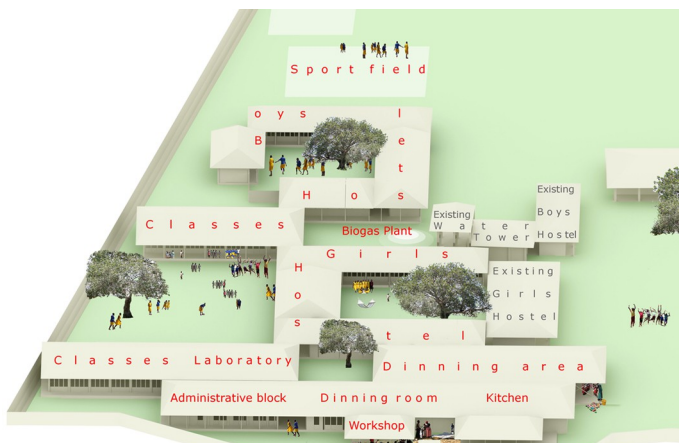 Sport field
Boys
Hostel
Classes
Biogas Plant
Existing
Water
Tower
Existing
Boys
Hostel
Girls
Hostel
Existing
Girls
Hostel
Classes Laboratory
Dinning area
Administrative block
Dinning room
Kitchen
Workshop